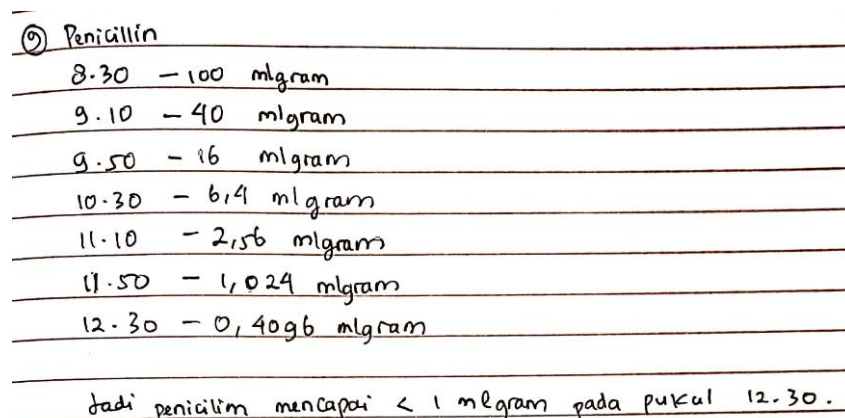 ⑨ Penicillin
8.30 - 100 mlgram
9.10 - 40 mlgram
9.50 - 16 mlgram
10.30 - 6,4 mlgram
11.10 - 2,56 mlgram
11.50 - 1,024 mlgram
12.30 - 0,4096 mlgram
Jadi penicilim mencapai < 1 mlgram pada pukul 12.30.